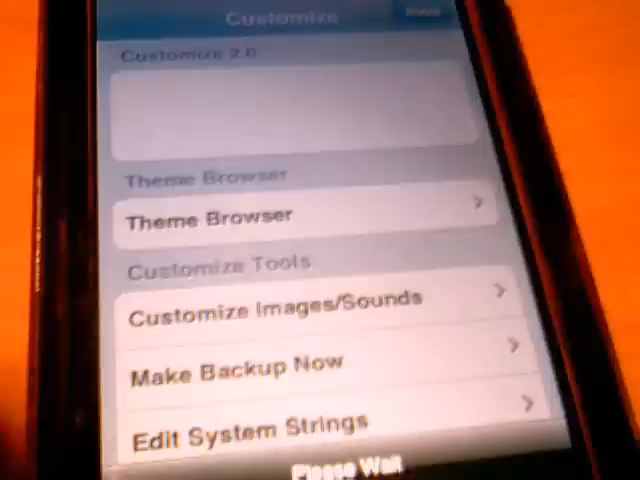 Customize
Customize 2.0
Theme Browser
Theme Browser
Customize Tools
Customize Images/Sounds
Make Backup Now
Edit System Strings
Please Wait